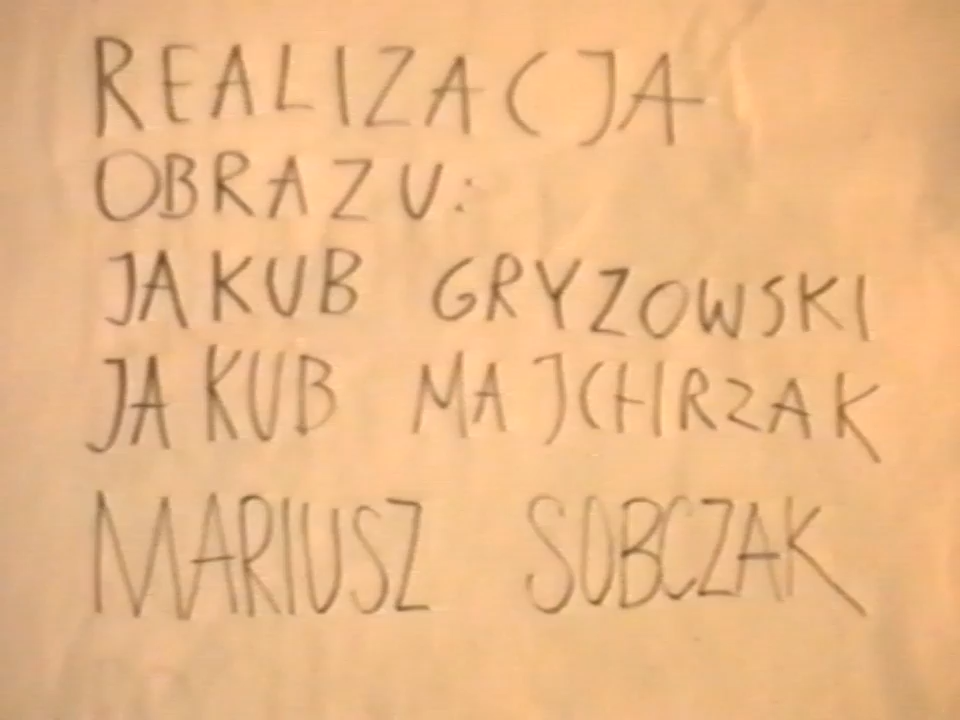 REALIZACJA
OBRAZU:
JAKUB GRYZOWSKI
JAKUB MAJCHRZAK
MARIUSZ SOBCZAK